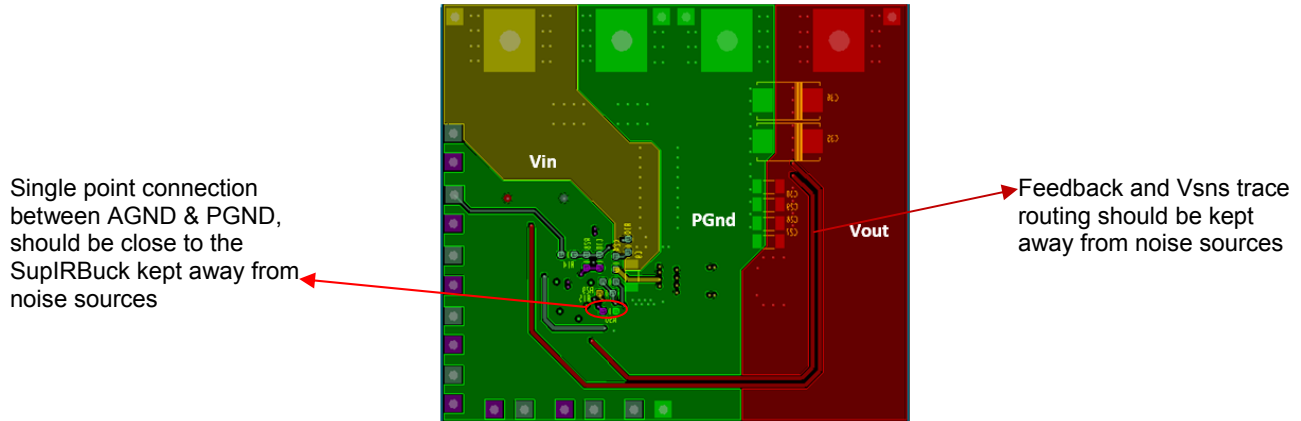 Single point connection
between AGND & PGND,
should be close to the
SupIRBuck kept away from
noise sources
Vin
PGnd
Vout
Feedback and Vsns trace
routing should be kept
away from noise sources